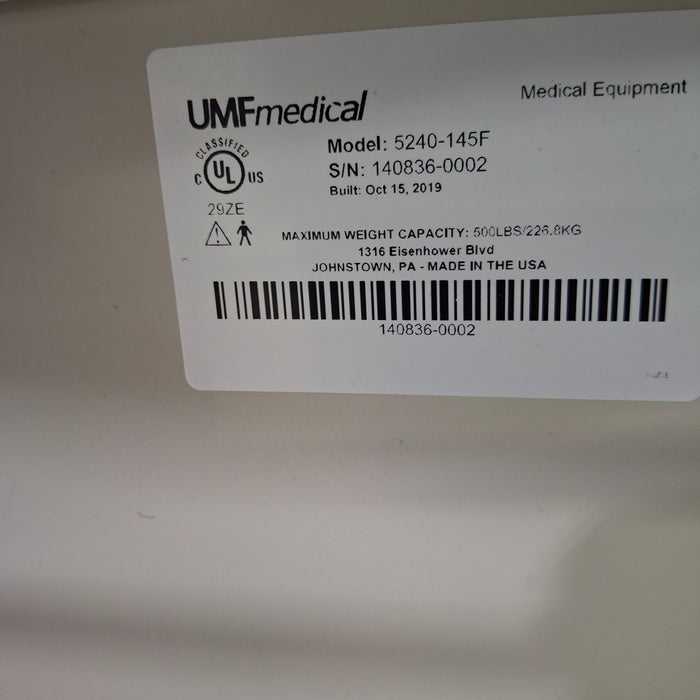 UMFmedical
Medical Equipment
CLASSIFIED
C UL US
29ZE
Model: 5240-145F
S/N: 140836-0002
Built: Oct 15, 2019
MAXIMUM WEIGHT CAPACITY: 500LBS/226.8KG
1316 Eisenhower Blvd
JOHNSTOWN, PA - MADE IN THE USA
140836-0002